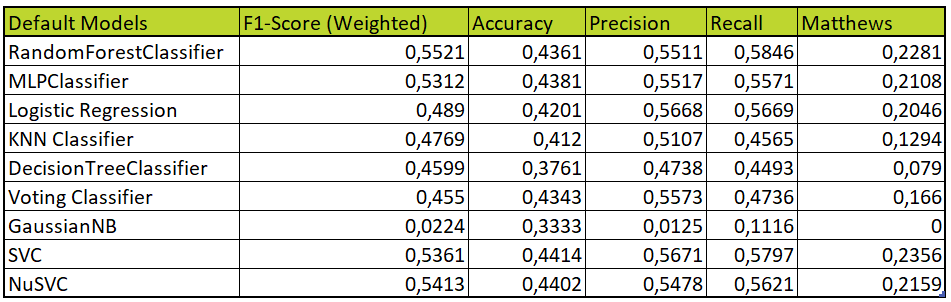 Default Models F1-Score (Weighted) Accuracy Precision Recall Matthews
RandomForestClassifier 0,5521 0,4361 0,5511 0,5846 0,2281
MLPClassifier 0,5312 0,4381 0,5517 0,5571 0,2108
Logistic Regression 0,489 0,4201 0,5668 0,5669 0,2046
KNN Classifier 0,4769 0,412 0,5107 0,4565 0,1294
DecisionTreeClassifier 0,4599 0,3761 0,4738 0,4493 0,079
Voting Classifier 0,455 0,4343 0,5573 0,4736 0,166
GaussianNB 0,0224 0,3333 0,0125 0,1116 0
SVC 0,5361 0,4414 0,5671 0,5797 0,2356
NuSVC 0,5413 0,4402 0,5478 0,5621 0,2159